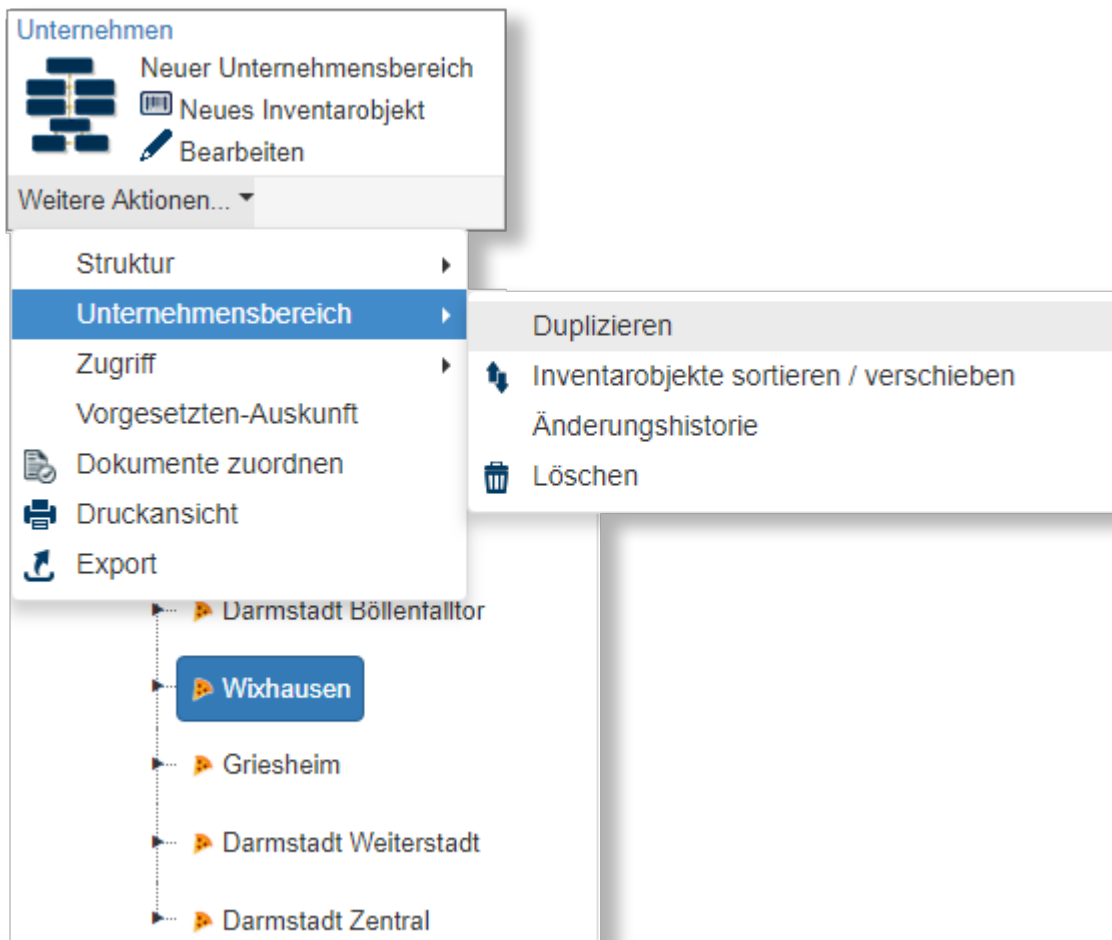 Unternehmen
Neuer Unternehmensbereich
Neues Inventarobjekt
Bearbeiten
Weitere Aktionen...
Struktur
Unternehmensbereich
Zugriff
Vorgesetzten-Auskunft
Dokumente zuordnen
Druckansicht
Export
Duplizieren
Inventarobjekte sortieren / verschieben
Änderungshistorie
Löschen
Darmstadt Böllenfalltor
Wixhausen
Griesheim
Darmstadt Weiterstadt
Darmstadt Zentral